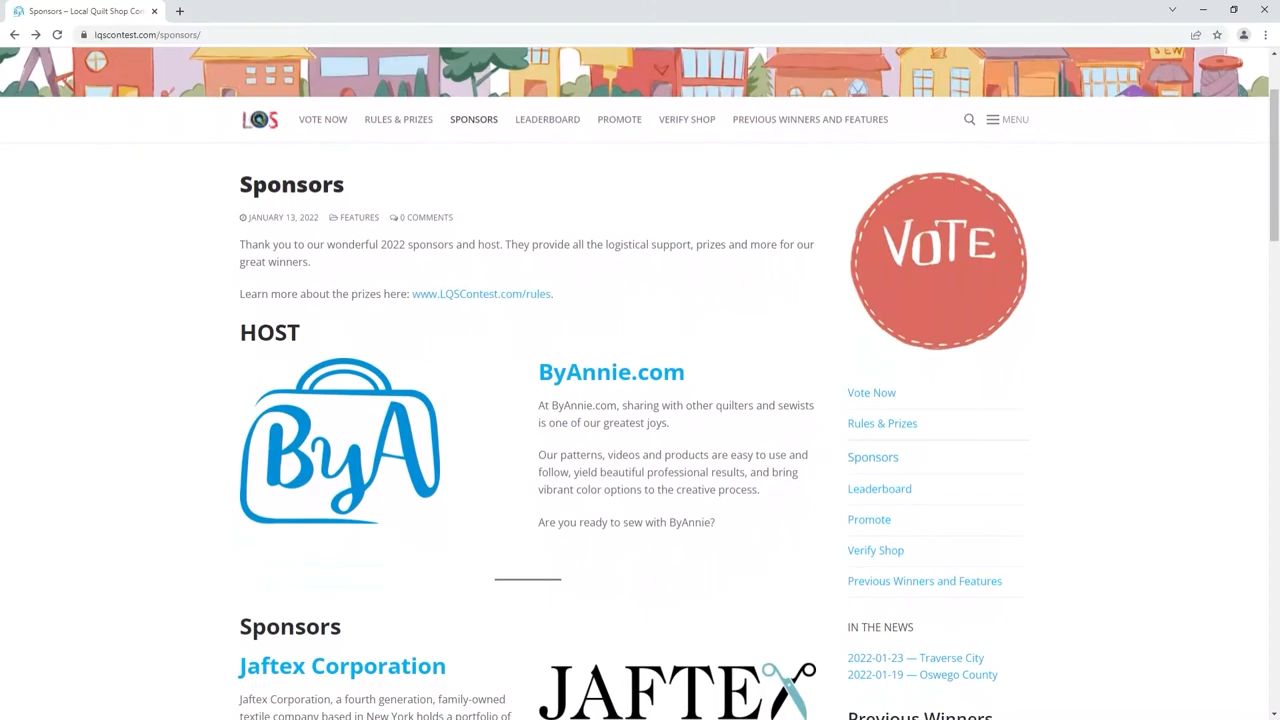 Sponsors – Local Quilt Shop Con
lqscontest.com/sponsors/
SEW
LQS
VOTE NOW
RULES & PRIZES
SPONSORS
LEADERBOARD
PROMOTE
VERIFY SHOP
PREVIOUS WINNERS AND FEATURES
MENU
Sponsors
JANUARY 13, 2022 FEATURES 0 COMMENTS
Thank you to our wonderful 2022 sponsors and host. They provide all the logistical support, prizes and more for our
great winners.
Learn more about the prizes here: www.LQSContest.com/rules.
HOST
ByA
ByAnnie.com
At ByAnnie.com, sharing with other quilters and sewists
is one of our greatest joys.
Our patterns, videos and products are easy to use and
follow, yield beautiful professional results, and bring
vibrant color options to the creative process.
Are you ready to sew with ByAnnie?
Sponsors
Jaftex Corporation
Jaftex Corporation, a fourth generation, family-owned
textile company based in New York holds a portfolio of
JAFTEX
VOTE
Vote Now
Rules & Prizes
Sponsors
Leaderboard
Promote
Verify Shop
Previous Winners and Features
IN THE NEWS
2022-01-23 — Traverse City
2022-01-19 — Oswego County
Previous Winners